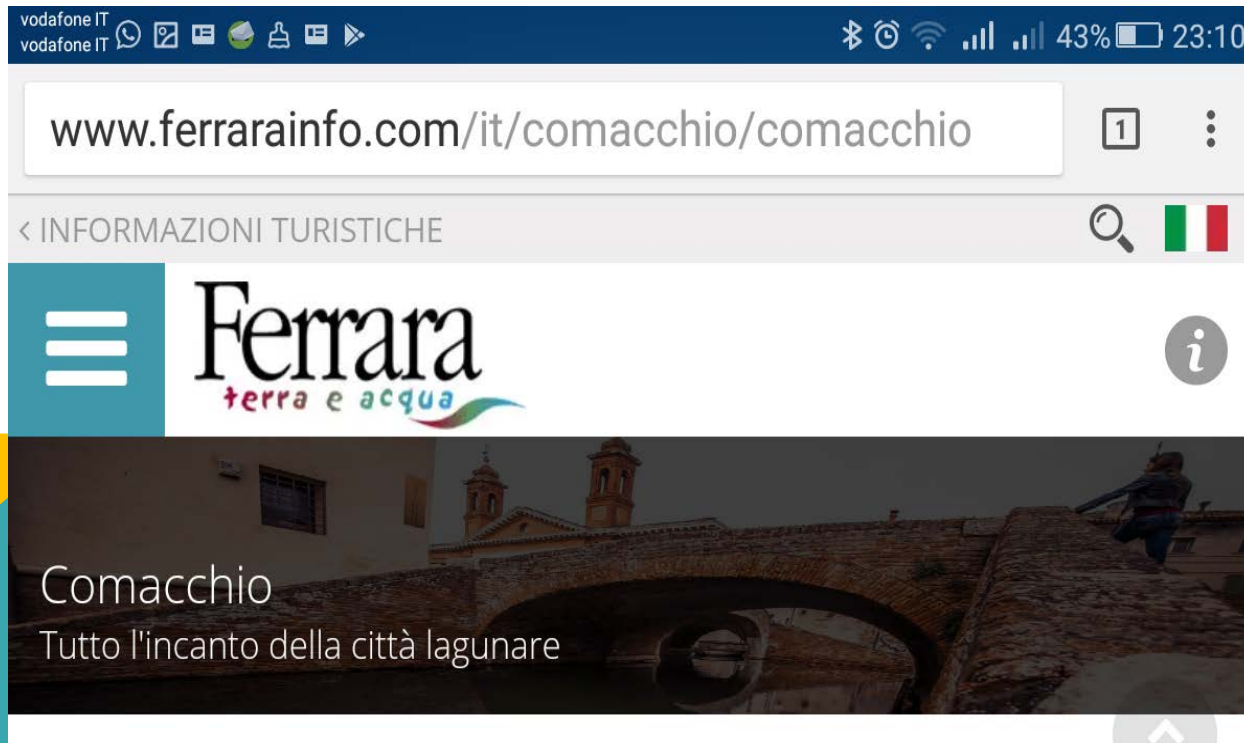 vodafone IT
vodafone IT
43% 23:10
www.ferrarainfo.com/it/comacchio/comacchio
1
< INFORMAZIONI TURISTICHE
Ferrara
terra e acqua
i
Comacchio
Tutto l'incanto della città lagunare